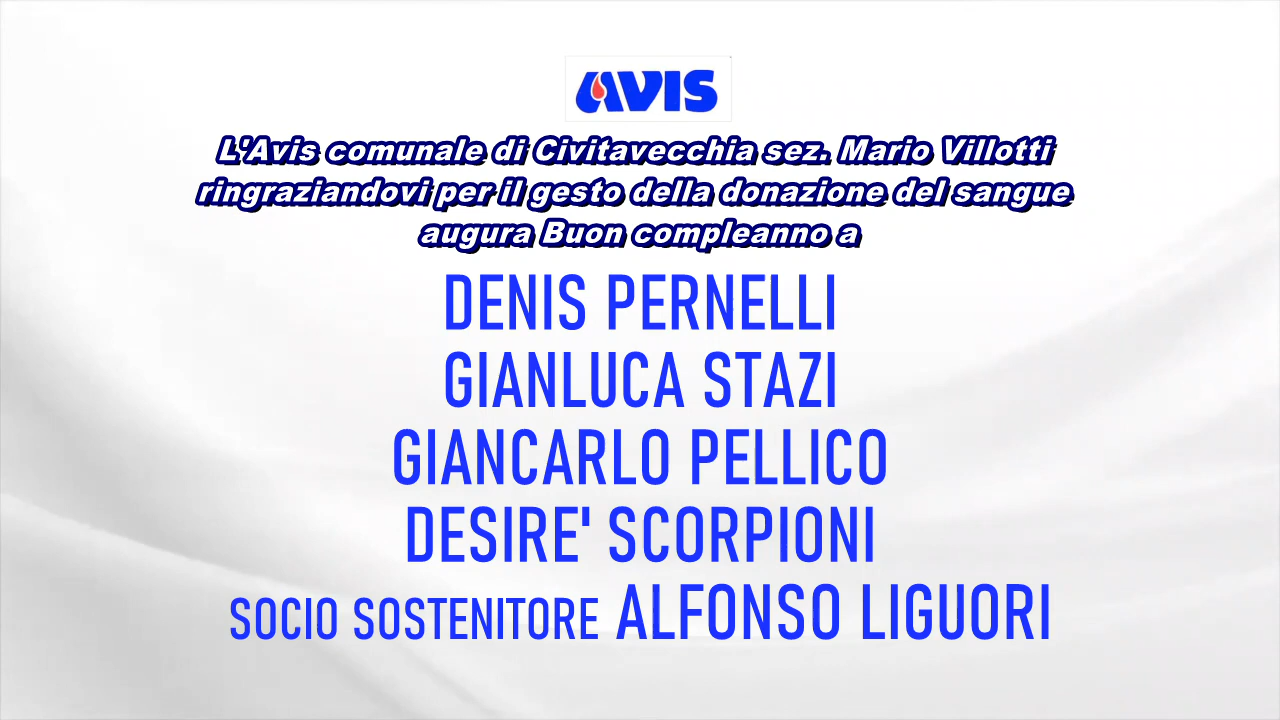 AVIS
L'Avis comunale di Civitavecchia sez. Mario Villotti
ringraziandovi per il gesto della donazione del sangue
augura Buon compleanno a
DENIS PERNELLI
GIANLUCA STAZI
GIANCARLO PELLICO
DESIRE' SCORPIONI
SOCIO SOSTENITORE ALFONSO LIGUORI